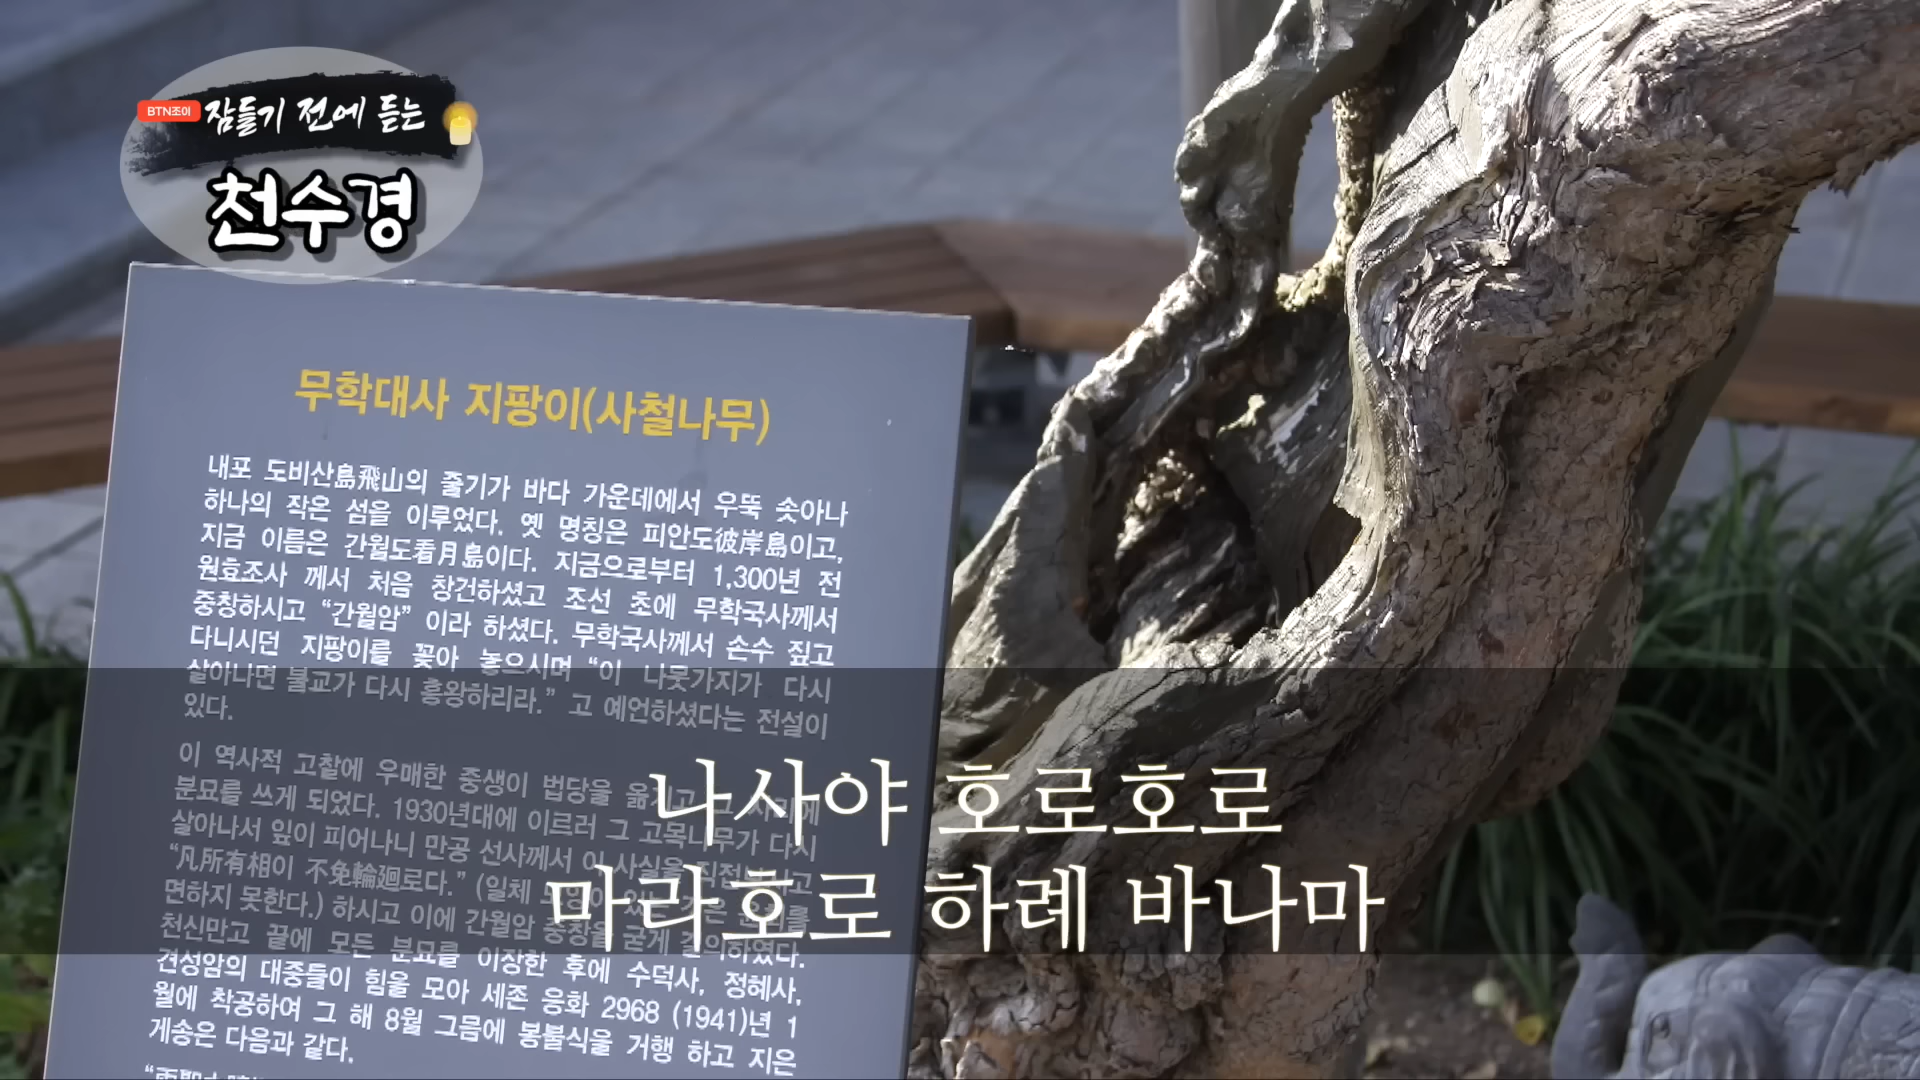 BTN조이
잠들기 전에 듣는
천수경
무학대사 지팡이(사철나무)
내포 도비산島飛山의 줄기가 바다 가운데에서 우뚝 솟아나
하나의 작은 섬을 이루었다. 옛 명칭은 피안도彼岸島이고,
지금 이름은 간월도看月島이다. 지금으로부터 1,300년 전
원효조사 께서 처음 창건하셨고 조선 초에 무학국사께서
중창하시고 “간월암” 이라 하셨다. 무학국사께서 손수 짚고
다니시던 지팡이를 꽂아 놓으시며 “이 나뭇가지가 다시
살아나면 불교가 다시 흥왕하리라.” 고 예언하셨다는 전설이
있다.
이 역사적 고찰에 우매한 중생이 법당을
분묘를 쓰게 되었다. 1930년대에 이르러 그 고목나무가 다시
살아나서 잎이 피어나니 만공 선사께서 이 사실을
“凡所有相이 不免輪廻로다.” (일체
면하지 못한다.) 하시고 이에 간월암 중창을 굳게 결의하였다.
천신만고 끝에 모든 분묘를 이장한 후에 수덕사, 정혜사,
견성암의 대중들이 힘을 모아 세존 응화 2968 (1941)년 1
월에 착공하여 그 해 8월 그믐에 봉불식을 거행 하고 지은
게송은 다음과 같다.
나사야 호로호로
마라호로 하례 바나마